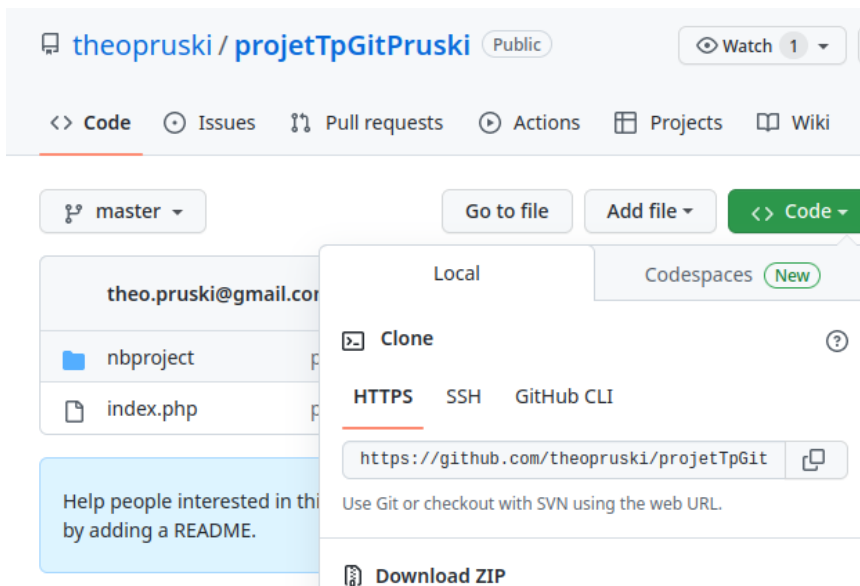 theopruski / projetTpGitPruski Public Watch 1
Code Issues Pull requests Actions Projects Wiki
master Go to file Add file Code
Local Codespaces New
theo.pruski@gmail.com
Clone
nbproject p
HTTPS SSH GitHub CLI
index.php p
https://github.com/theopruski/projetTpGit
Help people interested in thi
Use Git or checkout with SVN using the web URL.
by adding a README.
Download ZIP